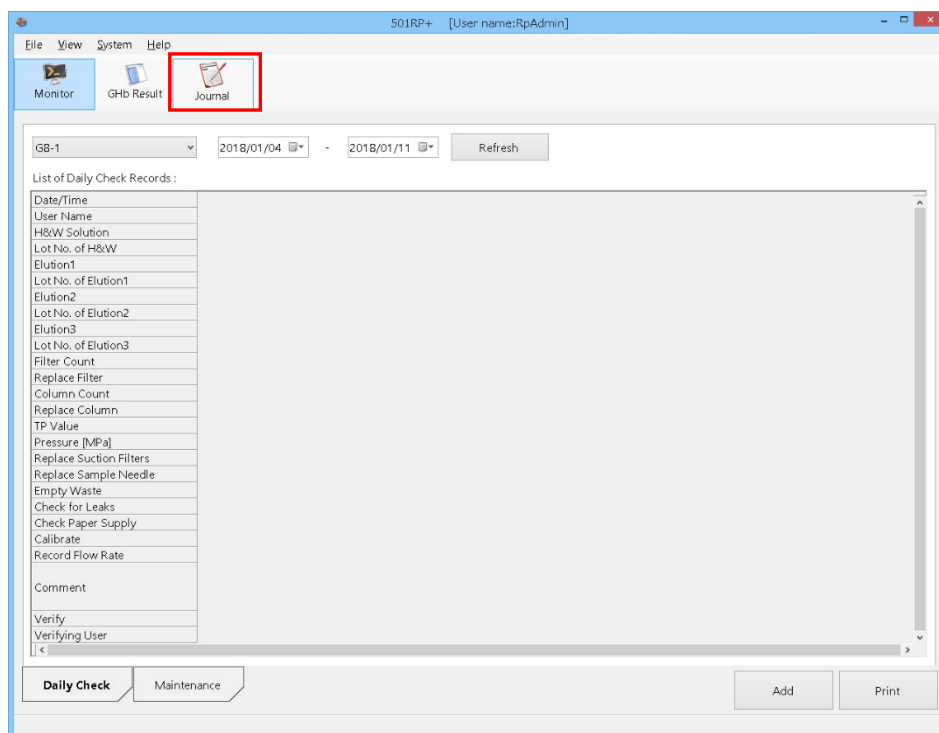 501RP+ [User name:RpAdmin]
File View System Help
Monitor GHb Result Journal
G8-1 2018/01/04 - 2018/01/11 Refresh
List of Daily Check Records :
Date/Time
User Name
H&W Solution
Lot No. of H&W
Elution1
Lot No. of Elution1
Elution2
Lot No. of Elution2
Elution3
Lot No. of Elution3
Filter Count
Replace Filter
Column Count
Replace Column
TP Value
Pressure [MPa]
Replace Suction Filters
Replace Sample Needle
Empty Waste
Check for Leaks
Check Paper Supply
Calibrate
Record Flow Rate
Comment
Verify
Verifying User
Daily Check Maintenance Add Print